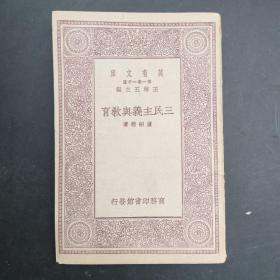 萬有文庫
第一集一千種
王雲五主編
三民主義與教育
盧紹稷著
商務印書館發行